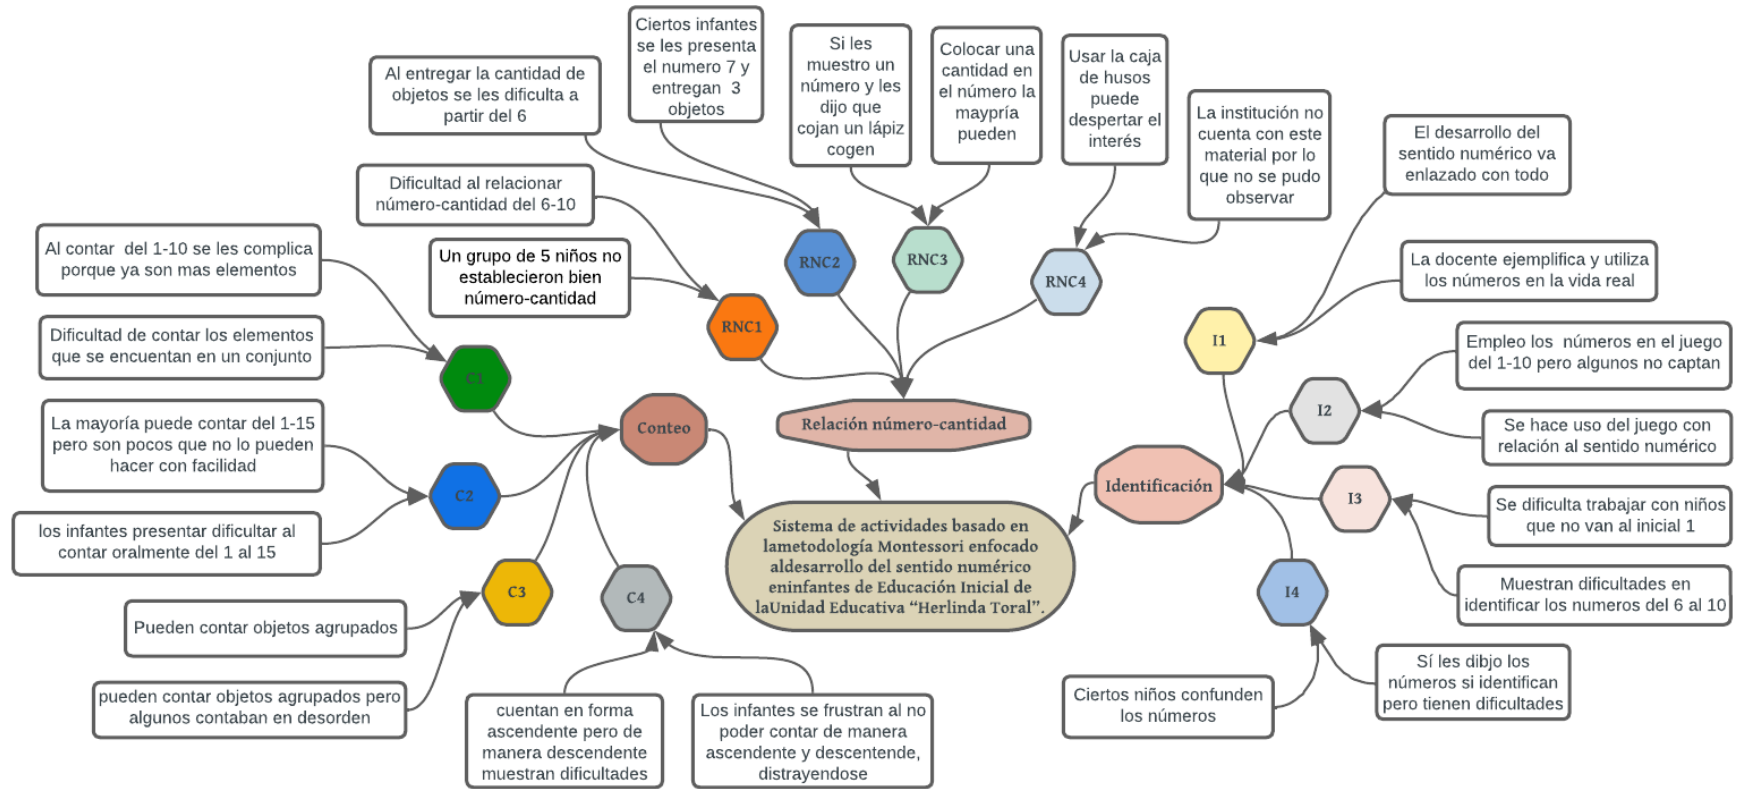 Ciertos infantes
se les presenta
el numero 7 y
entregan  3
objetos
Si les
muestro un
número y les
dijo que
cojan un lápiz
cogen
Colocar una
cantidad en
el número la
maypría
pueden
Usar la caja
de husos
puede
despertar el
interés
Al entregar la cantidad de
objetos se les dificulta a
partir del 6
La institución no
cuenta con este
material por lo
que no se pudo
observar
El desarrollo del
sentido numérico va
enlazado con todo
Dificultad al relacionar
número-cantidad del 6-10
Al contar  del 1-10 se les complica
porque ya son mas elementos
Un grupo de 5 niños no
establecieron bien
número-cantidad
RNC2
RNC3
RNC4
La docente ejemplifica y utiliza
los números en la vida real
RNC1
I1
Dificultad de contar los elementos
que se encuentan en un conjunto
C1
Empleo los  números en el juego
del 1-10 pero algunos no captan
I2
La mayoría puede contar del 1-15
pero son pocos que no lo pueden
hacer con facilidad
Conteo
Relación número-cantidad
Se hace uso del juego con
relación al sentido numérico
C2
Identificación
I3
Se dificulta trabajar con niños
que no van al inicial 1
los infantes presentar dificultar al
contar oralmente del 1 al 15
Sistema de actividades basado en
lametodología Montessori enfocado
aldesarrollo del sentido numérico
eninfantes de Educación Inicial de
laUnidad Educativa “Herlinda Toral”.
C3
C4
I4
Muestran dificultades en
identificar los numeros del 6 al 10
Pueden contar objetos agrupados
pueden contar objetos agrupados pero
algunos contaban en desorden
cuentan en forma
ascendente pero de
manera descendente
muestran dificultades
Los infantes se frustran al no
poder contar de manera
ascendente y descentende,
distrayendose
Ciertos niños confunden
los números
Sí les dibjo los
números si identifican
pero tienen dificultades